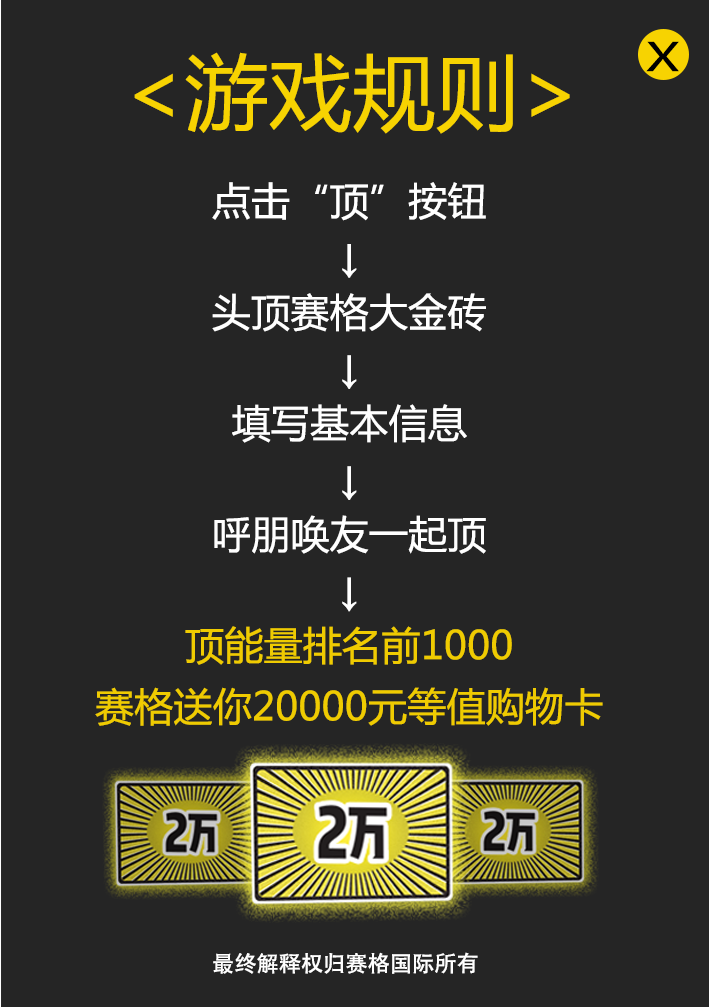 X
<游戏规则>
点击“顶”按钮
↓
头顶赛格大金砖
↓
填写基本信息
↓
呼朋唤友一起顶
↓
顶能量排名前1000
赛格送你20000元等值购物卡
2万
2万
2万
最终解释权归赛格国际所有